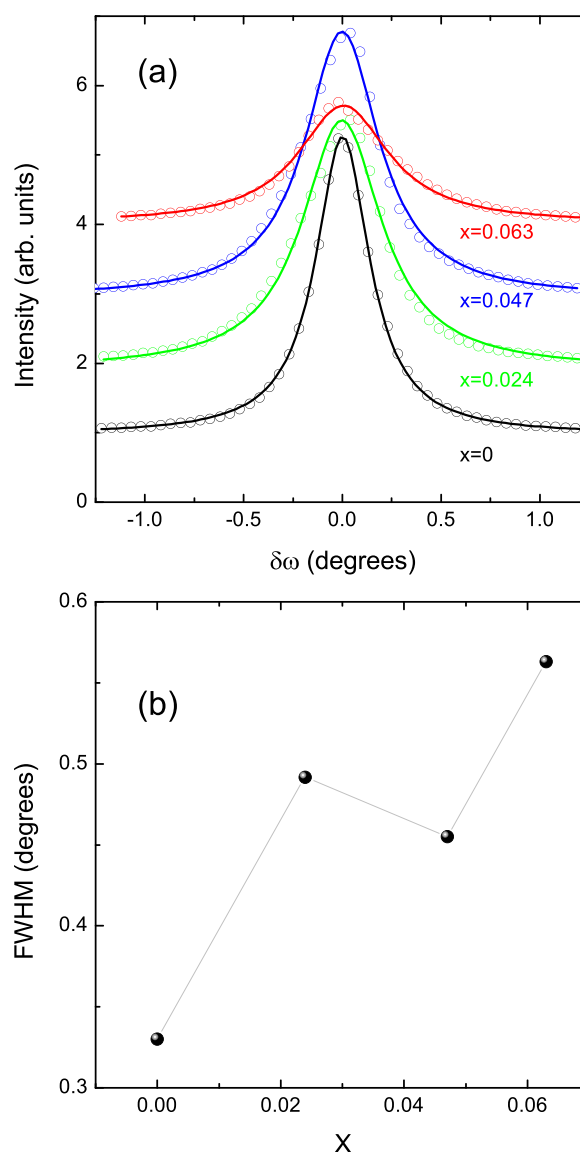 (a)
6
4
2
0
Intensity (arb. units)
x=0.063
x=0.047
x=0.024
x=0
-1.0 -0.5 0.0 0.5 1.0
δω (degrees)
0.6
(b)
0.5
0.4
0.3
FWHM (degrees)
0.00 0.02 0.04 0.06
X